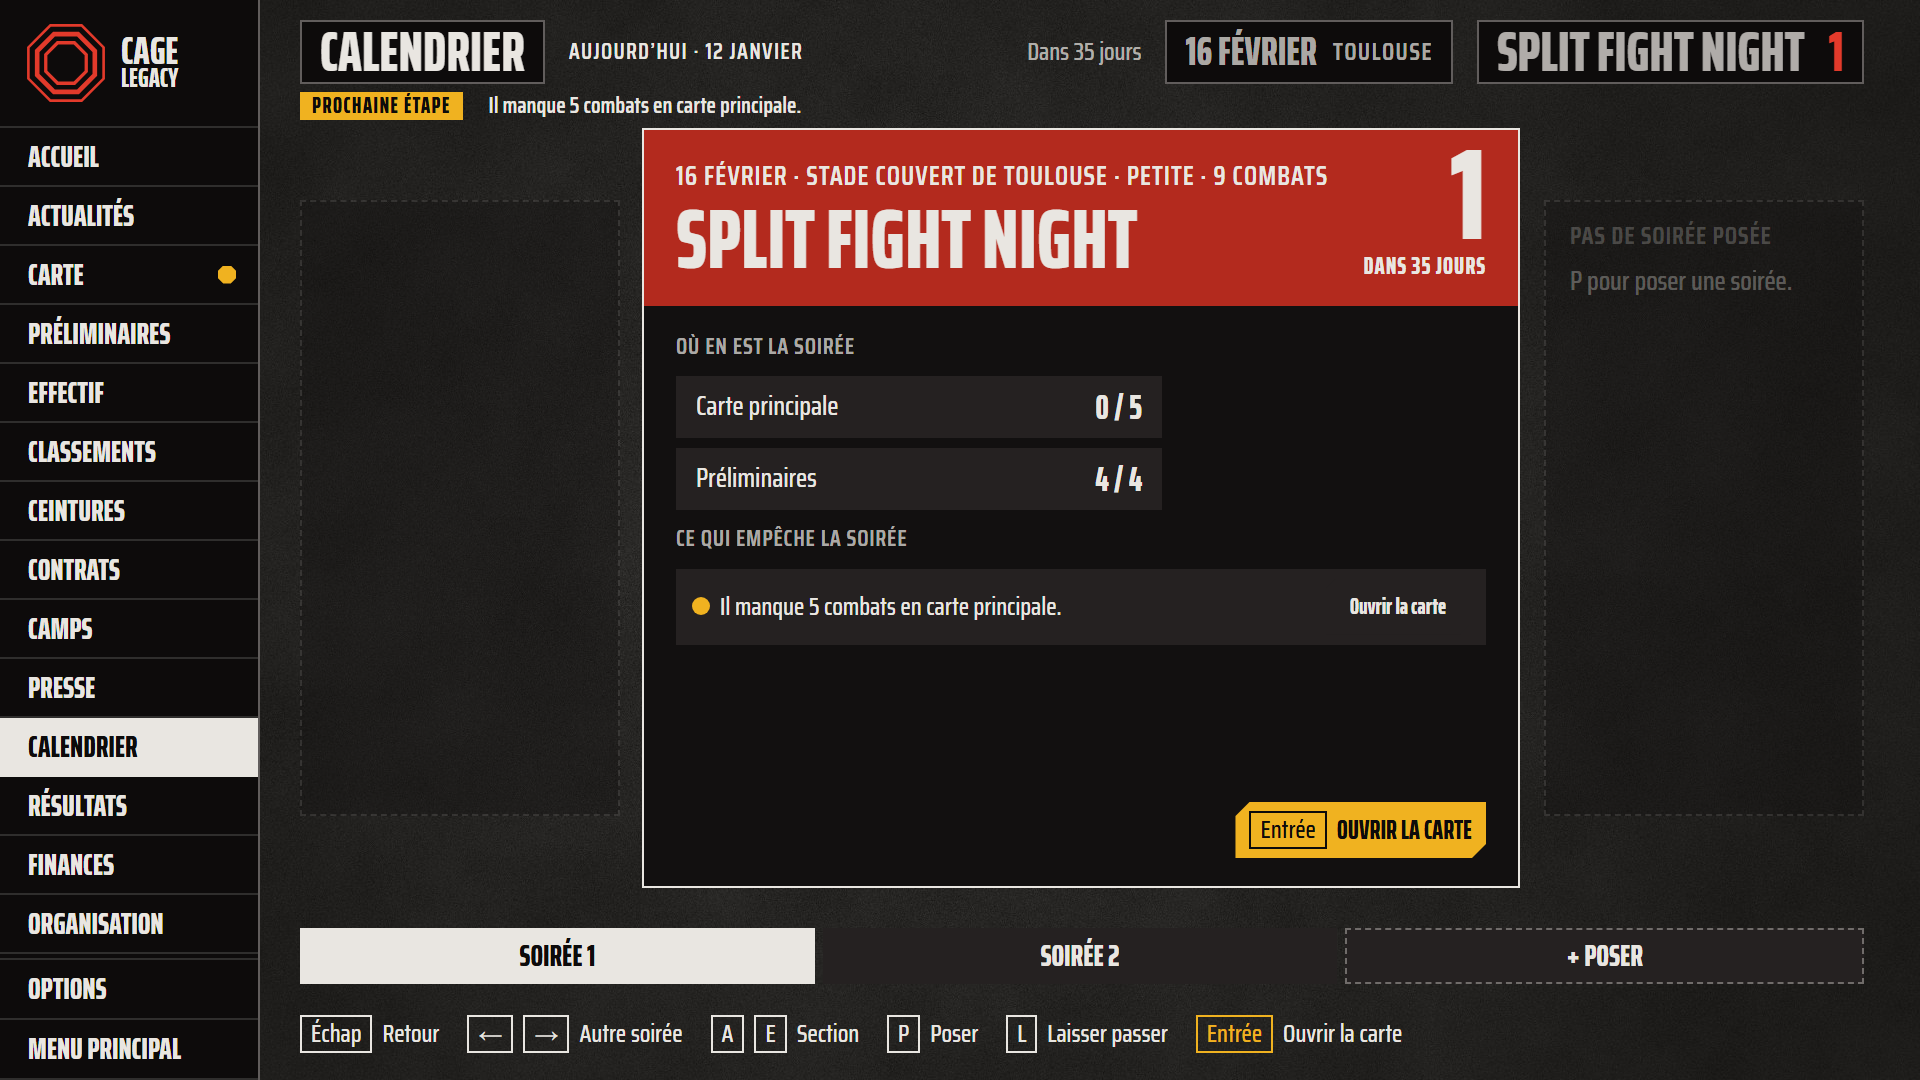 CAGE
LEGACY
ACCUEIL
ACTUALITÉS
CARTE
PRÉLIMINAIRES
EFFECTIF
CLASSEMENTS
CEINTURES
CONTRATS
CAMPS
PRESSE
CALENDRIER
RÉSULTATS
FINANCES
ORGANISATION
OPTIONS
MENU PRINCIPAL
CALENDRIER AUJOURD'HUI · 12 JANVIER Dans 35 jours 16 FÉVRIER TOULOUSE SPLIT FIGHT NIGHT 1
PROCHAINE ÉTAPE Il manque 5 combats en carte principale.
16 FÉVRIER · STADE COUVERT DE TOULOUSE · PETITE · 9 COMBATS
SPLIT FIGHT NIGHT
1
DANS 35 JOURS
OÙ EN EST LA SOIRÉE
Carte principale 0 / 5
Préliminaires 4 / 4
CE QUI EMPÊCHE LA SOIRÉE
Il manque 5 combats en carte principale. Ouvrir la carte
Entrée OUVRIR LA CARTE
PAS DE SOIRÉE POSÉE
P pour poser une soirée.
SOIRÉE 1 SOIRÉE 2 + POSER
Échap Retour ← → Autre soirée A E Section P Poser L Laisser passer Entrée Ouvrir la carte